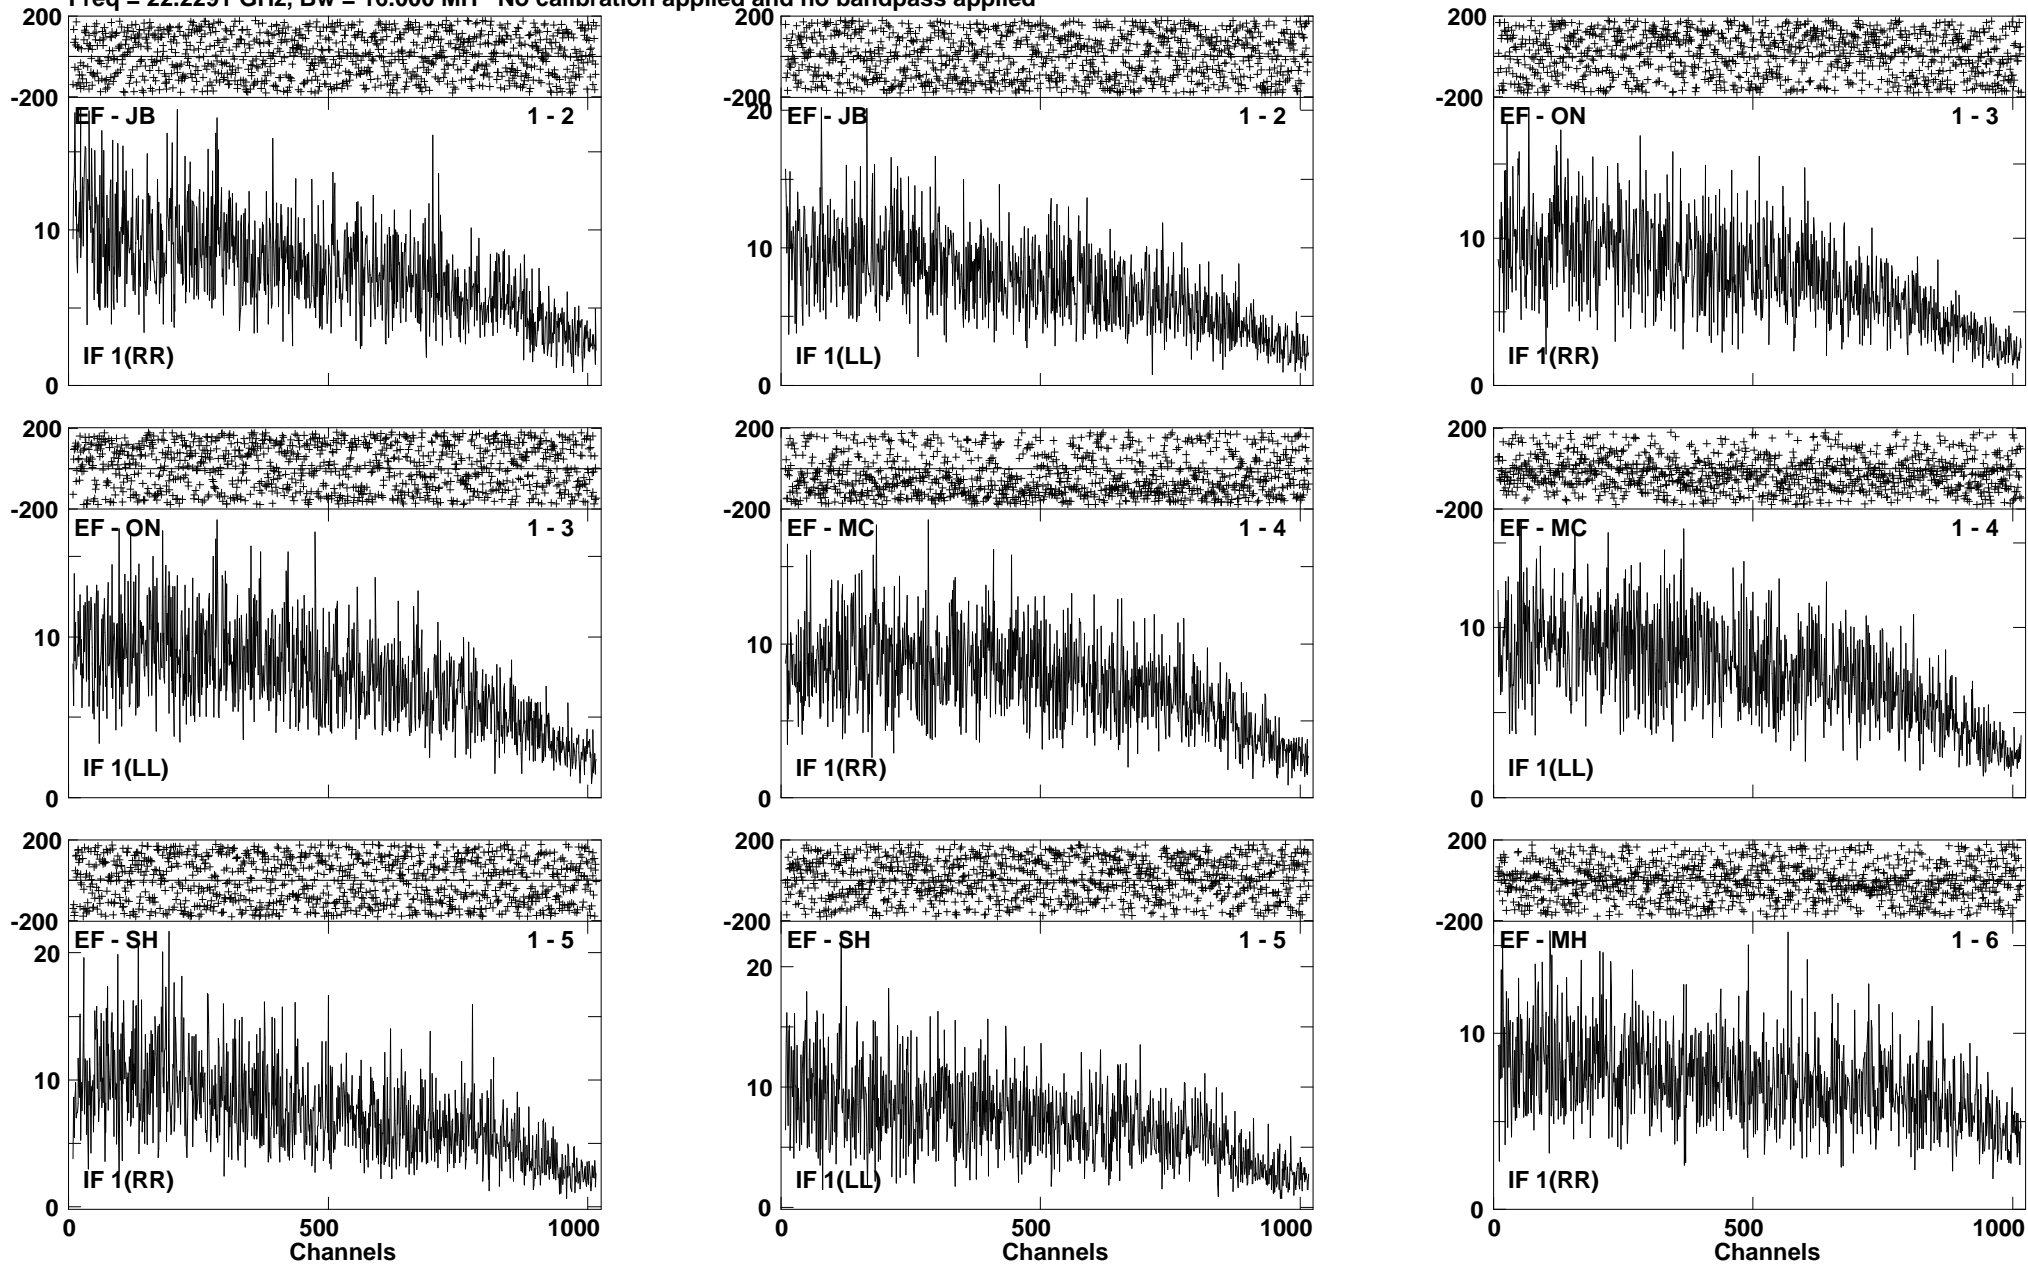 Freq = 22.2291 GHz, Bw = 16.000 MH No calibration applied and no bandpass applied
200
-200
EF - JB
1 - 2
10
IF 1(RR)
0
200
-200
20
EF - JB
1 - 2
10
IF 1(LL)
0
200
-200
EF - ON
1 - 3
10
IF 1(RR)
0
200
-200
EF - ON
1 - 3
10
IF 1(LL)
0
200
-200
EF - MC
1 - 4
10
IF 1(RR)
0
200
-200
EF - MC
1 - 4
10
IF 1(LL)
0
200
-200
EF - SH
1 - 5
20
10
IF 1(RR)
0
0 500 1000
Channels
200
-200
EF - SH
1 - 5
20
10
IF 1(LL)
0
0 500 1000
Channels
200
-200
EF - MH
1 - 6
10
IF 1(RR)
0
0 500 1000
Channels